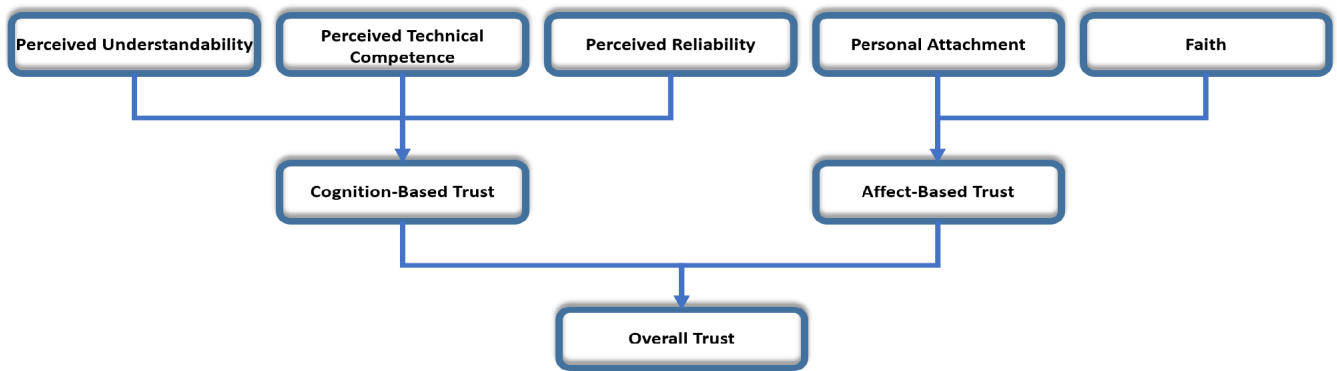 Perceived Understandability
Perceived Technical
Competence
Perceived Reliability
Personal Attachment
Faith
Cognition-Based Trust
Affect-Based Trust
Overall Trust